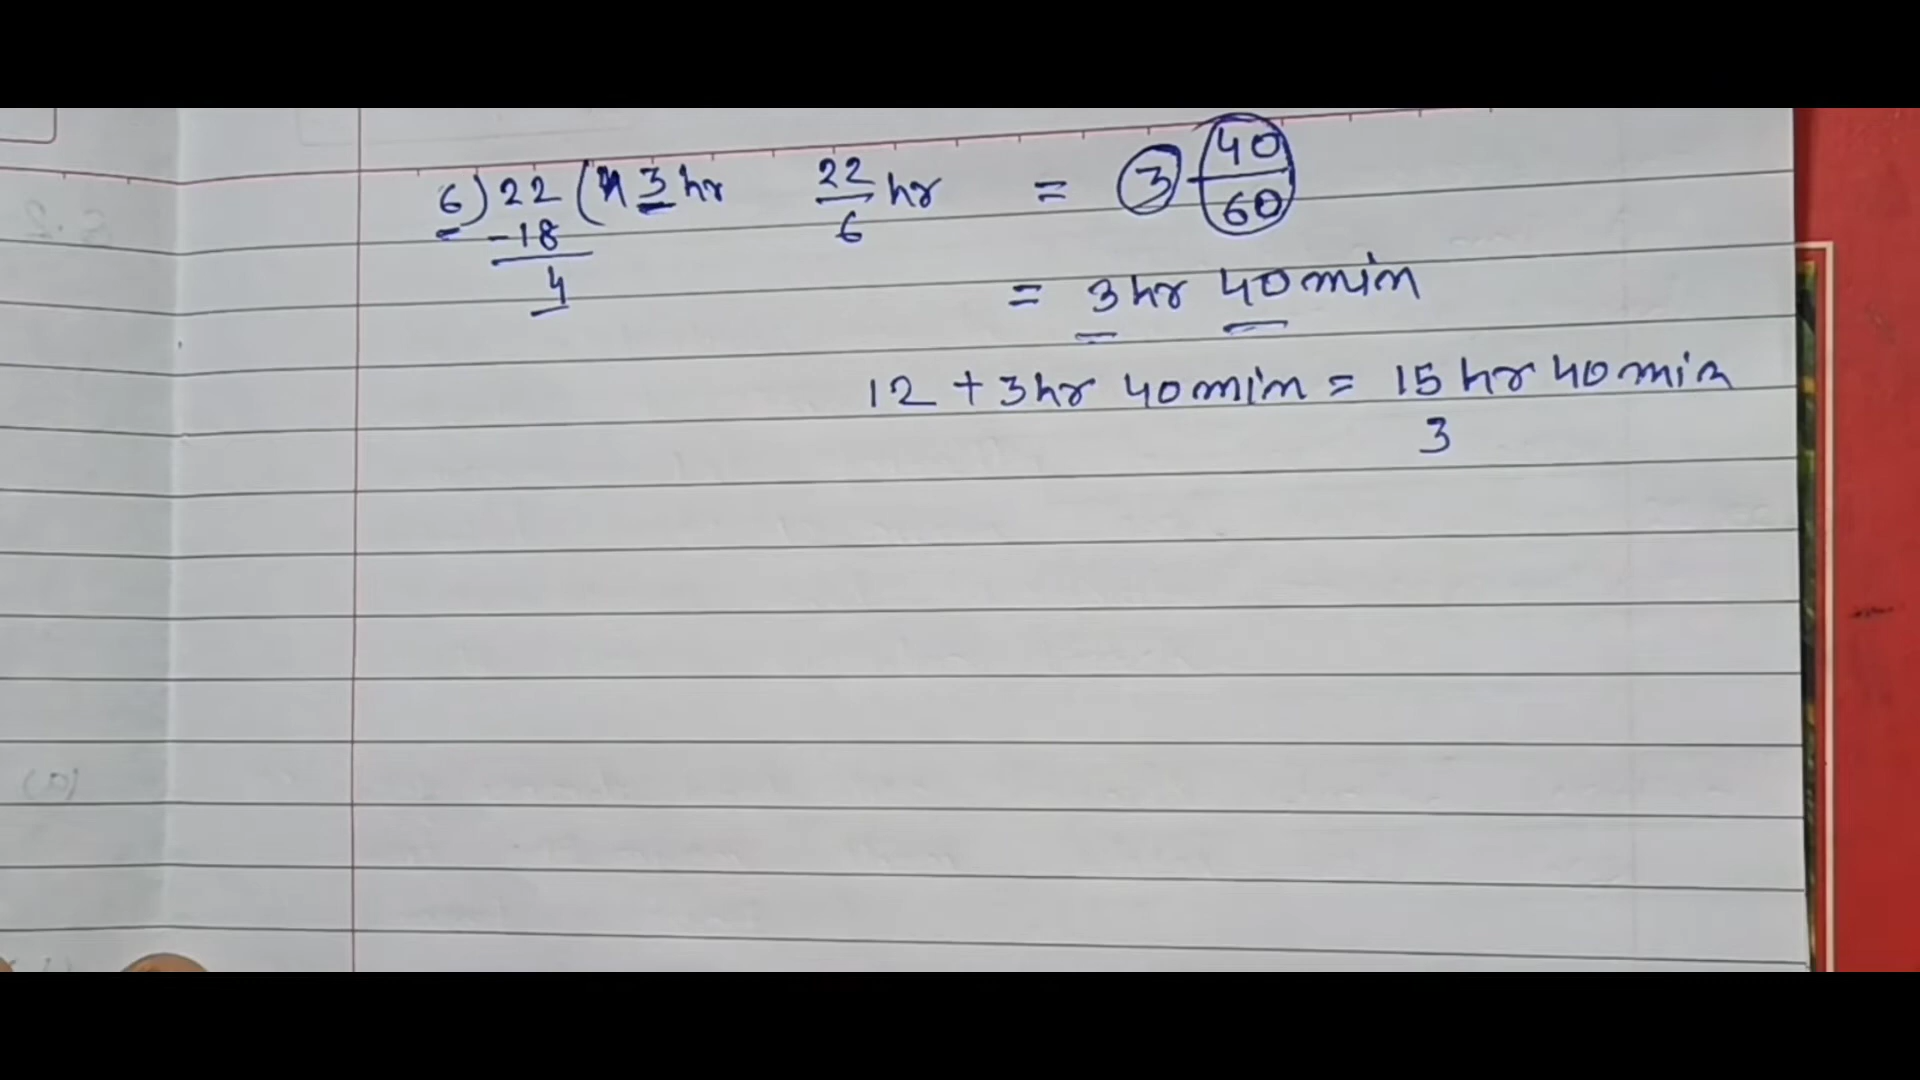 6)22(3 hr
-18
4
22/6 hr = 3 40/60
= 3 hr 40 min
12 + 3 hr 40 min = 15 hr 40 min
3